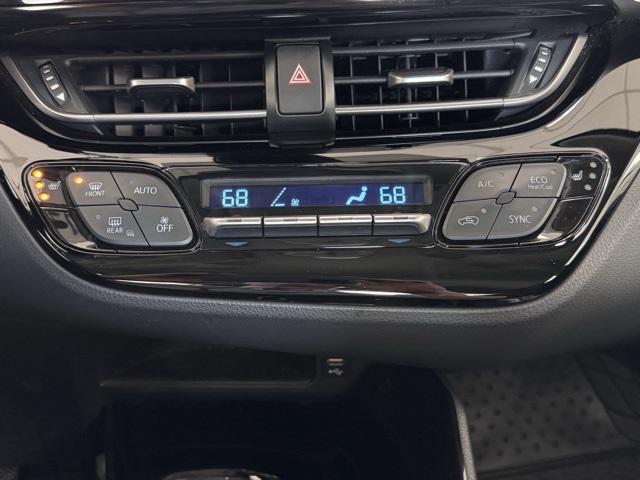 68
68
FRONT
AUTO
REAR
OFF
A/C
ECO
Heat/Cool
SYNC